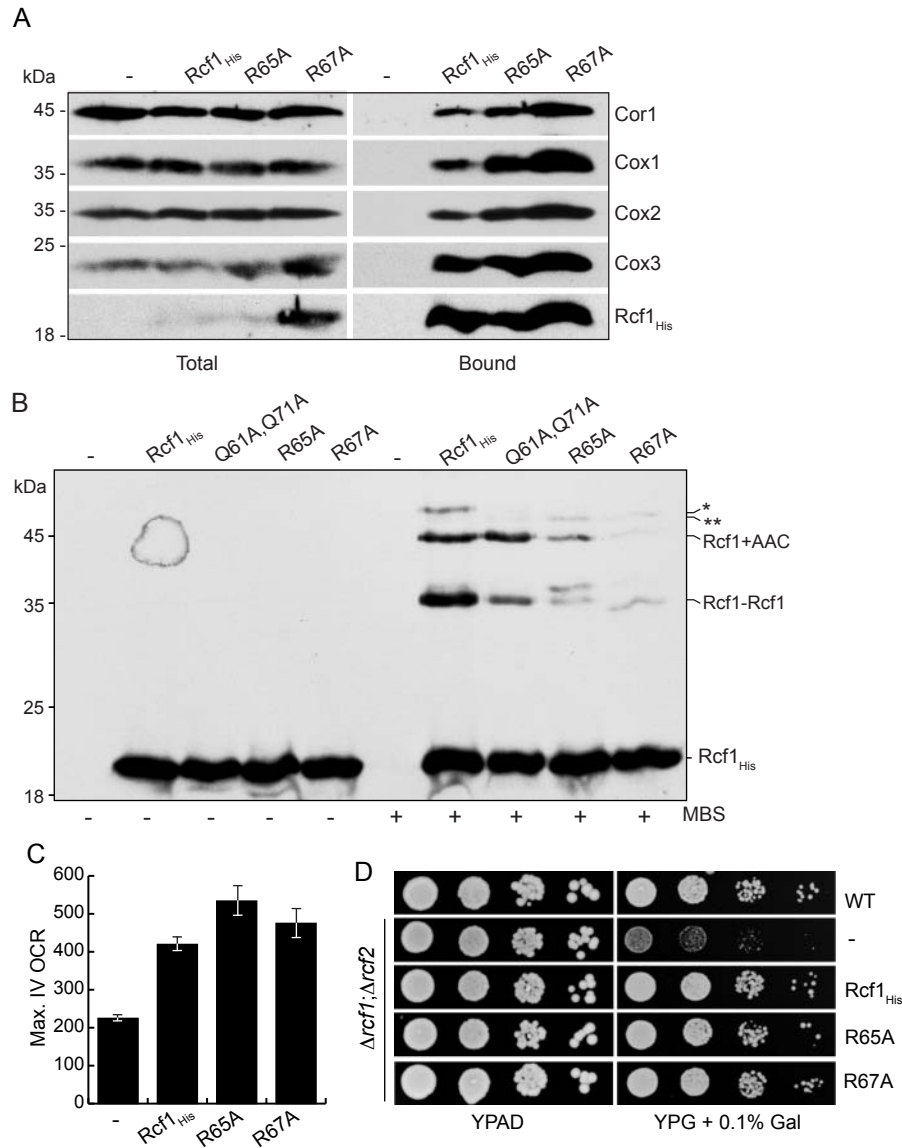 A
kDa
- Rcf1His R65A R67A - Rcf1His R65A R67A
45 - Cor1
35 - Cox1
35 - Cox2
25 - Cox3
18 - Rcf1His
Total Bound
B
- Rcf1His Q61A,Q71A R65A R67A - Rcf1His Q61A,Q71A R65A R67A
kDa
*
**
45 - Rcf1+AAC
35 - Rcf1-Rcf1
25 -
Rcf1His
18 -
- - - - - + + + + + MBS
C
Max. IV OCR
600
500
400
300
200
100
0
- Rcf1His R65A R67A
D
WT
-
Rcf1His
R65A
R67A
Δrcf1;Δrcf2
YPAD YPG + 0.1% Gal